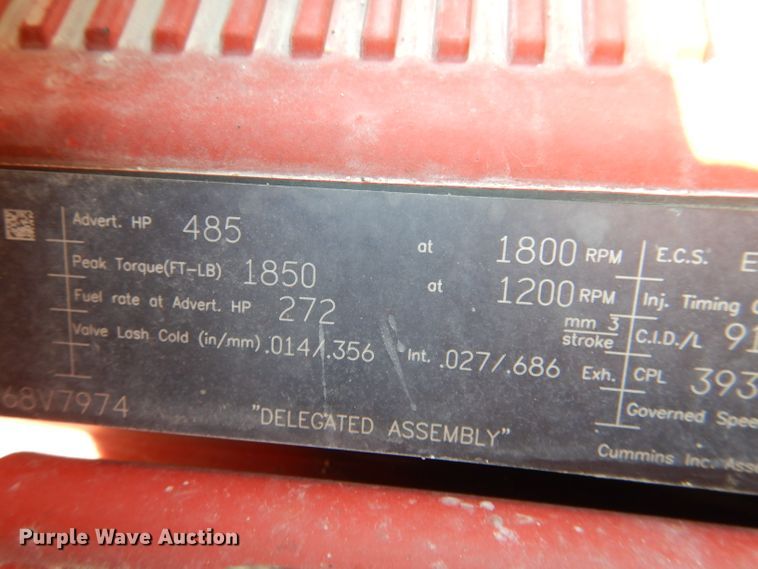 Advert. HP 485 at 1800 RPM E.C.S.
Peak Torque(FT-LB) 1850 at 1200 RPM Inj. Timing
Fuel rate at Advert. HP 272 mm 3 stroke C.I.D./L
Valve Lash Cold (in/mm) .014/.356 Int. .027/.686 Exh. CPL
68V7974 "DELEGATED ASSEMBLY" Governed
Cummins Inc.
Purple Wave Auction